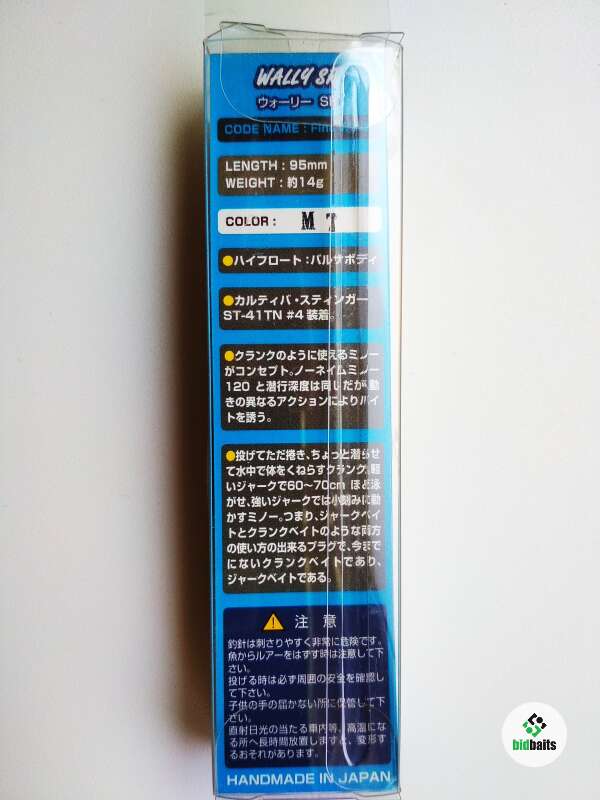 WALLY
ウォーリー
CODE NAME :
LENGTH : 95mm
WEIGHT : 約14g
COLOR : M T
●ハイフロート：バルサボディ
●カルティバ・スティンガー
ST-41TN #4 装着。
●クランクのように使えるミノー
がコンセプト。ノーネイムミノー
120 と潜行深度は同じだが、動
きの異なるアクションによりバイ
トを誘う。
●投げてただ捲き、ちょっと潜らせ
て水中で体をくねらすクランク。軽
いジャークで60〜70cm ほど泳
がせ、強いジャークでは小刻みに動
かすミノー。つまり、ジャークベイ
トとクランクベイトのような両方
の使い方の出来るプラグで、今まで
にないクランクベイトであり、
ジャークベイトである。
注 意
釣針は刺さりやすく非常に危険です。
魚からルアーをはずす時は注意して下
さい。
投げる時は必ず周囲の安全を確認し
て下さい。
子供の手の届かない所に保管して下
さい。
直射日光の当たる車内等、高温にな
る所へ長時間放置しますと、変形す
るおそれがあります。
HANDMADE IN JAPAN
bidbaits